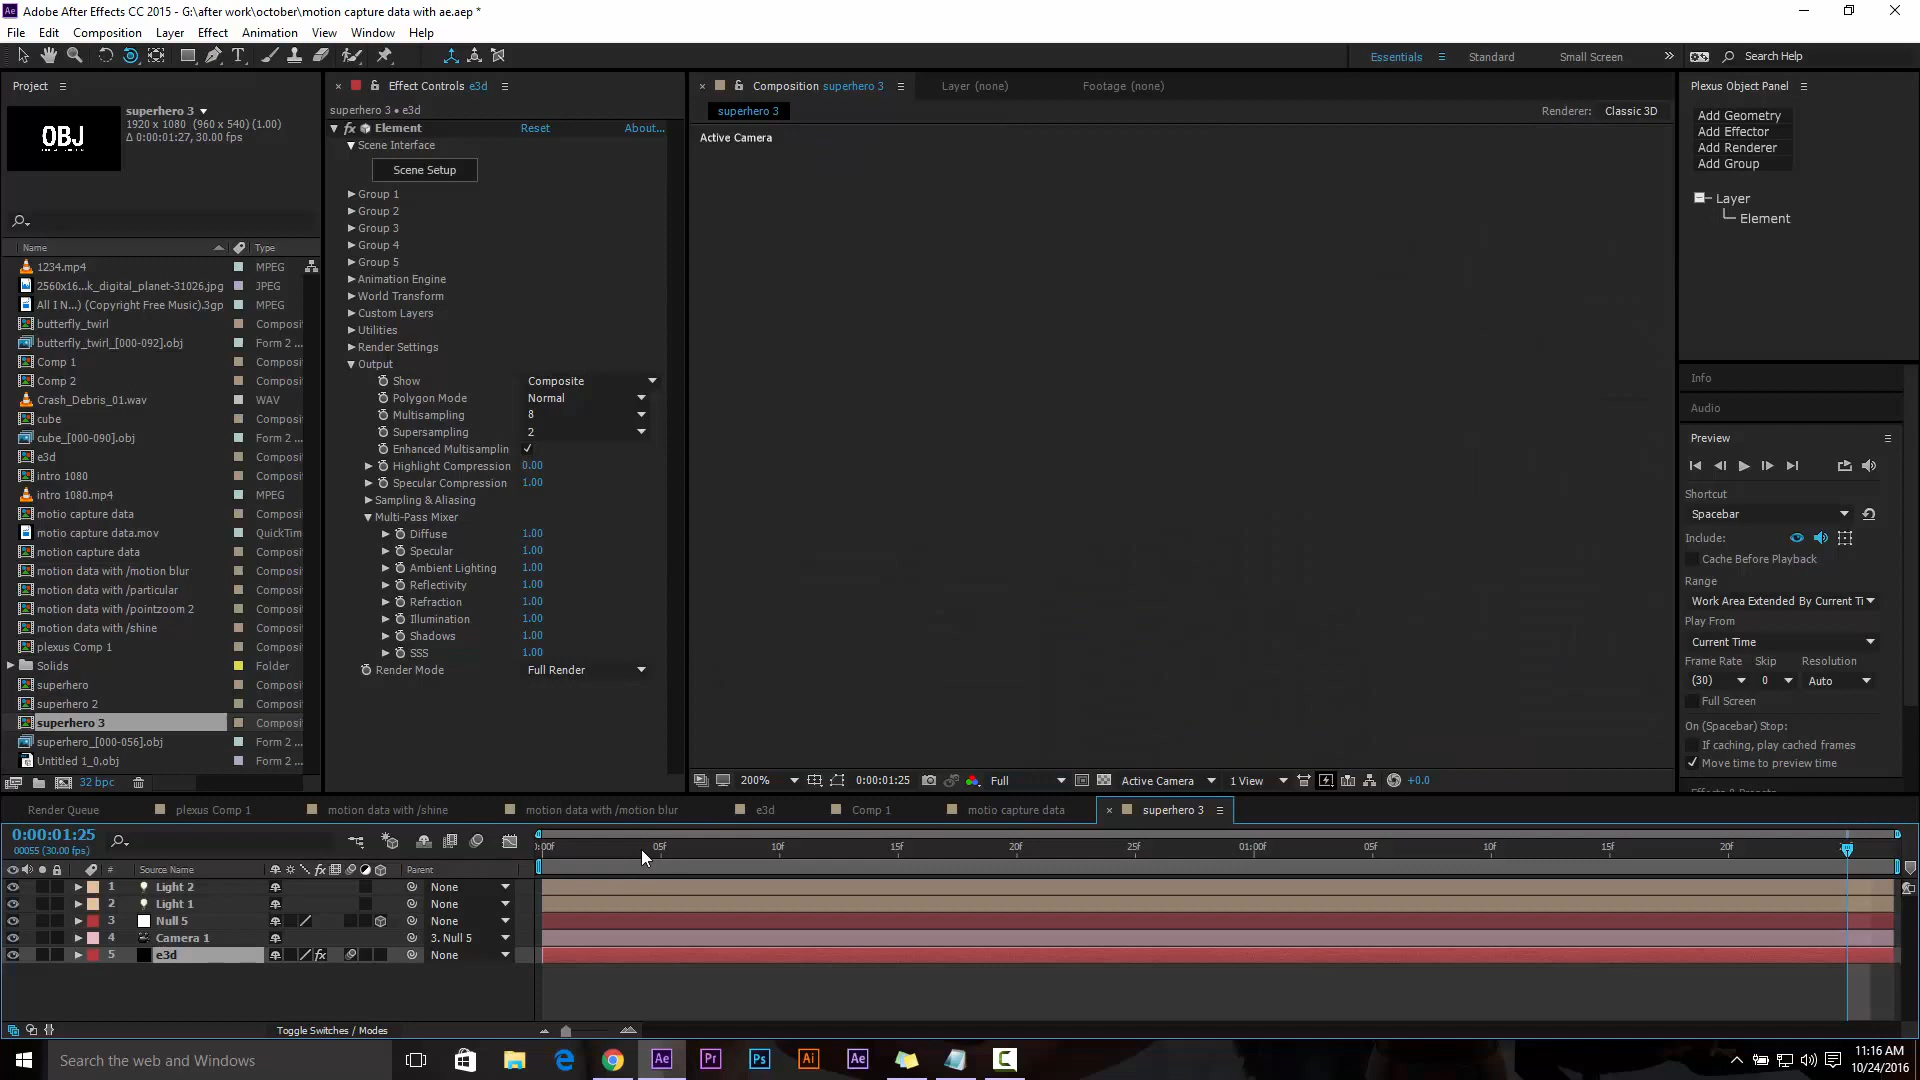 Adobe After Effects CC 2015 - G:\after work\october\motion capture data with ae.aep *
File Edit Composition Layer Effect Animation View Window Help
Essentials Standard Small Screen Search Help
Project
superhero 3
1920 x 1080 (960 x 540) (1.00)
Δ 0:00:01:27, 30.00 fps
OBJ
Name Type
1234.mp4 MPEG
2560x16...k_digital_planet-31026.jpg JPEG
All I N...) (Copyright Free Music).3gp MPEG
butterfly_twirl Composi
butterfly_twirl_[000-092].obj Form 2 ...
Comp 1 Composi
Comp 2 Composi
Crash_Debris_01.wav WAV
cube Composi
cube_[000-090].obj Form 2 ...
e3d Composi
intro 1080 Composi
intro 1080.mp4 MPEG
motio capture data Composi
motio capture data.mov QuickTim
motion capture data Composi
motion data with /motion blur Composi
motion data with /particular Composi
motion data with /pointzoom 2 Composi
motion data with /shine Composi
plexus Comp 1 Composi
Solids Folder
superhero Composi
superhero 2 Composi
superhero 3 Composi
superhero_[000-056].obj Form 2 ...
Untitled 1_0.obj Form 2 ...
32 bpc
Effect Controls e3d
superhero 3 • e3d
fx Element Reset About...
Scene Interface
Scene Setup
Group 1
Group 2
Group 3
Group 4
Group 5
Animation Engine
World Transform
Custom Layers
Utilities
Render Settings
Output
Show Composite
Polygon Mode Normal
Multisampling 8
Supersampling 2
Enhanced Multisamplin
Highlight Compression 0.00
Specular Compression 1.00
Sampling & Aliasing
Multi-Pass Mixer
Diffuse 1.00
Specular 1.00
Ambient Lighting 1.00
Reflectivity 1.00
Refraction 1.00
Illumination 1.00
Shadows 1.00
SSS 1.00
Render Mode Full Render
Composition superhero 3 Layer (none) Footage (none)
superhero 3 Renderer: Classic 3D
Active Camera
200% 0:00:01:25 Full Active Camera 1 View +0.0
Plexus Object Panel
Add Geometry
Add Effector
Add Renderer
Add Group
Layer
Element
Info
Audio
Preview
Shortcut
Spacebar
Include:
Cache Before Playback
Range
Work Area Extended By Current Ti
Play From
Current Time
Frame Rate Skip Resolution
(30) 0 Auto
Full Screen
On (Spacebar) Stop:
If caching, play cached frames
Move time to preview time
Render Queue plexus Comp 1 motion data with /shine motion data with /motion blur e3d Comp 1 motio capture data superhero 3
0:00:01:25
00055 (30.00 fps)
:00f 05f 10f 15f 20f 25f 01:00f 05f 10f 15f 20f
# Source Name fx Parent
1 Light 2 None
2 Light 1 None
3 Null 5 None
4 Camera 1 3. Null 5
5 e3d fx None
Toggle Switches / Modes
Search the web and Windows
Ae Pr Ps Ai Ae C
11:16 AM
10/24/2016